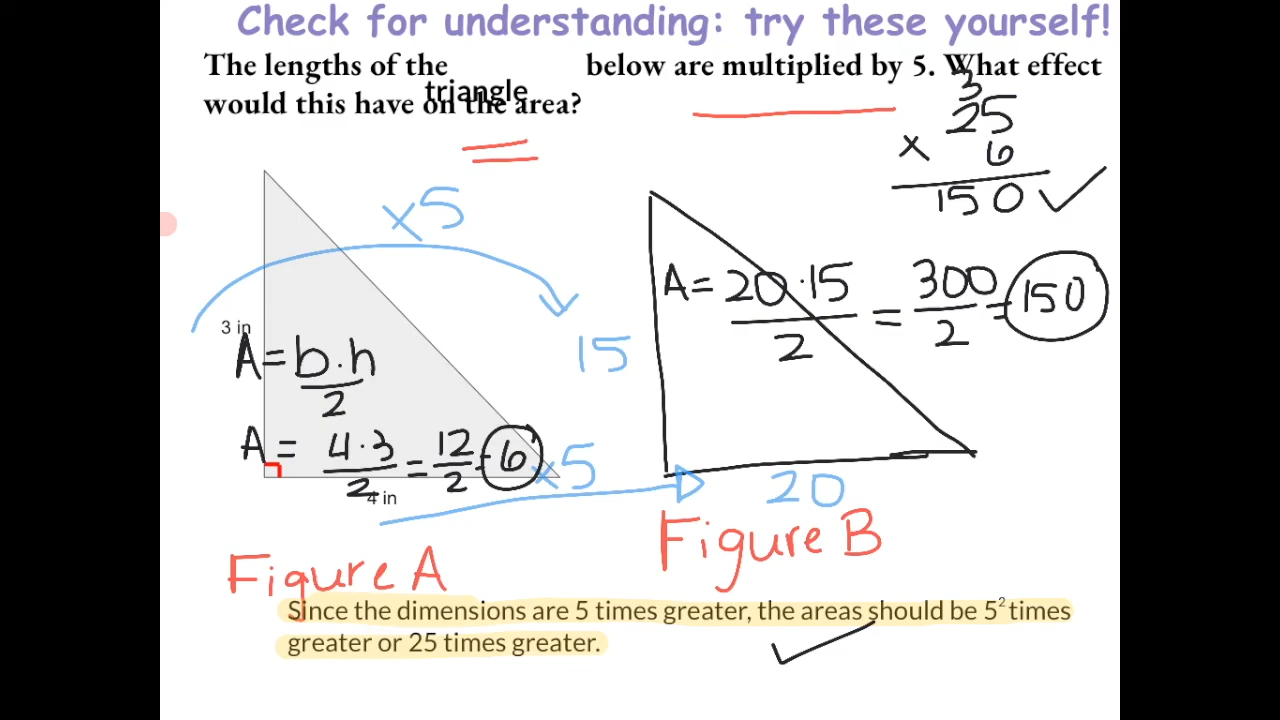 Check for understanding: try these yourself!
The lengths of the triangle below are multiplied by 5. What effect
would this have on the area?
3
25
× 6
150
×5
A = 20·15 / 2 = 300 / 2 = 150
3 in
15
A = b·h / 2
A = 4·3 / 2 = 12 / 2 = 6
×5
4 in
20
Figure B
Figure A
Since the dimensions are 5 times greater, the areas should be 5² times
greater or 25 times greater.